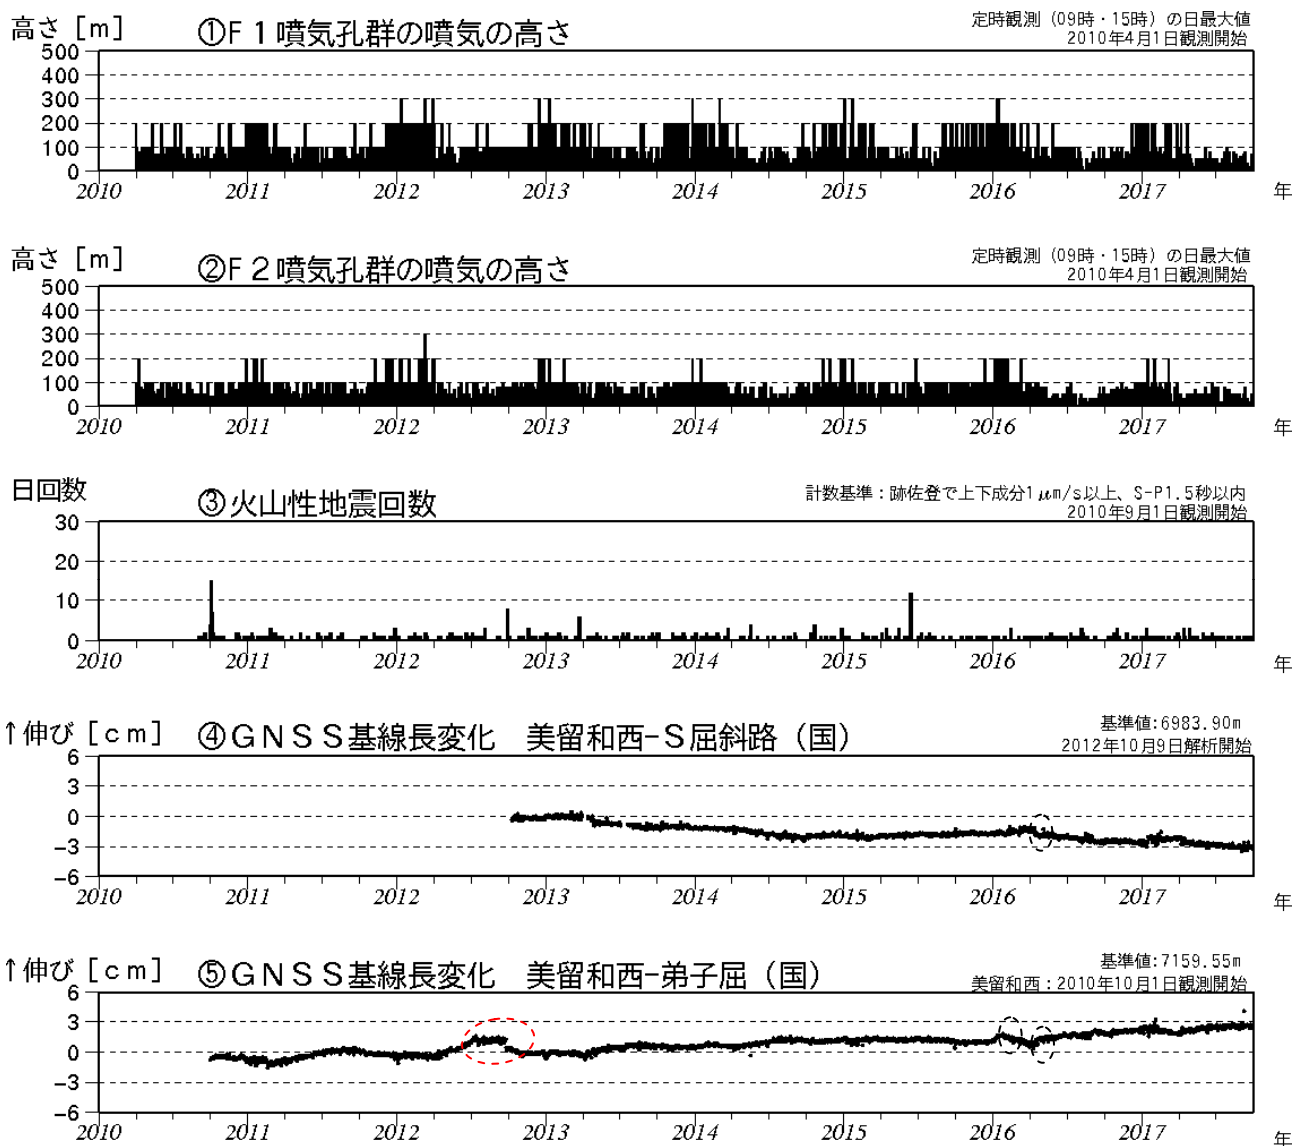 高さ [m]
①F1噴気孔群の噴気の高さ
定時観測（09時・15時）の日最大値
2010年4月1日観測開始
500
400
300
200
100
0
2010 2011 2012 2013 2014 2015 2016 2017 年
高さ [m]
②F2噴気孔群の噴気の高さ
定時観測（09時・15時）の日最大値
2010年4月1日観測開始
500
400
300
200
100
0
2010 2011 2012 2013 2014 2015 2016 2017 年
日回数
③火山性地震回数
計数基準：跡佐登で上下成分1μm/s以上、S-P1.5秒以内
2010年9月1日観測開始
30
20
10
0
2010 2011 2012 2013 2014 2015 2016 2017 年
↑伸び [cm]
④GNSS基線長変化　美留和西-S屈斜路（国）
基準値:6983.90m
2012年10月9日解析開始
6
3
0
-3
-6
2010 2011 2012 2013 2014 2015 2016 2017 年
↑伸び [cm]
⑤GNSS基線長変化　美留和西-弟子屈（国）
基準値:7159.55m
美留和西：2010年10月1日観測開始
6
3
0
-3
-6
2010 2011 2012 2013 2014 2015 2016 2017 年